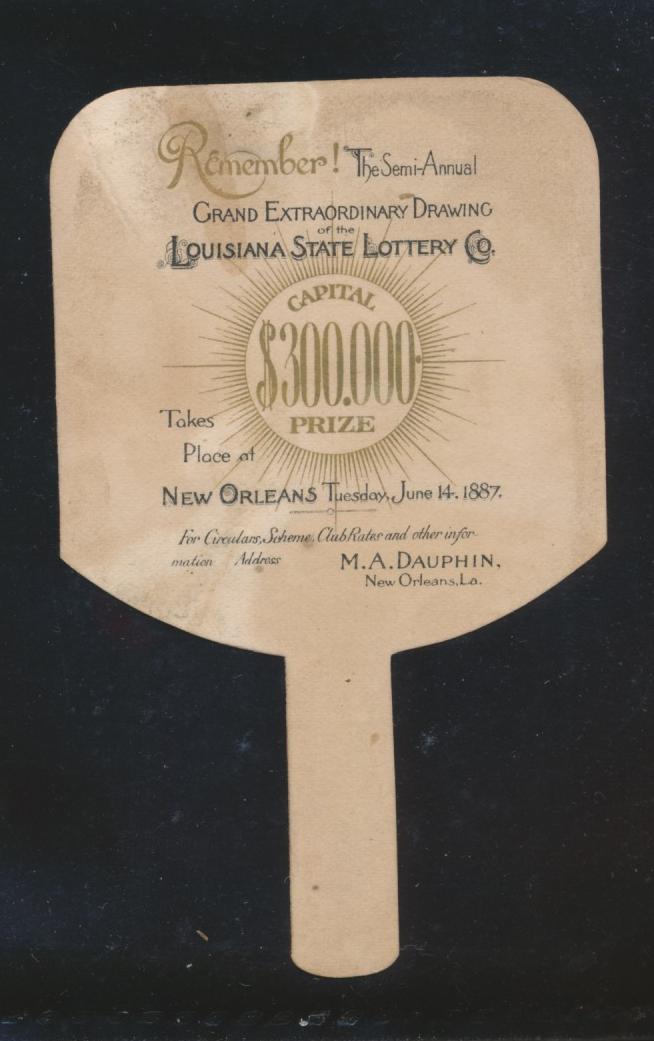 Remember! The Semi-Annual
Grand Extraordinary Drawing
of the
Louisiana State Lottery Co.
CAPITAL
$300.000
PRIZE
Takes
Place at
New Orleans Tuesday, June 14. 1887.
For Circulars, Scheme, Club Rates and other infor-
mation Address M.A. Dauphin,
New Orleans, La.